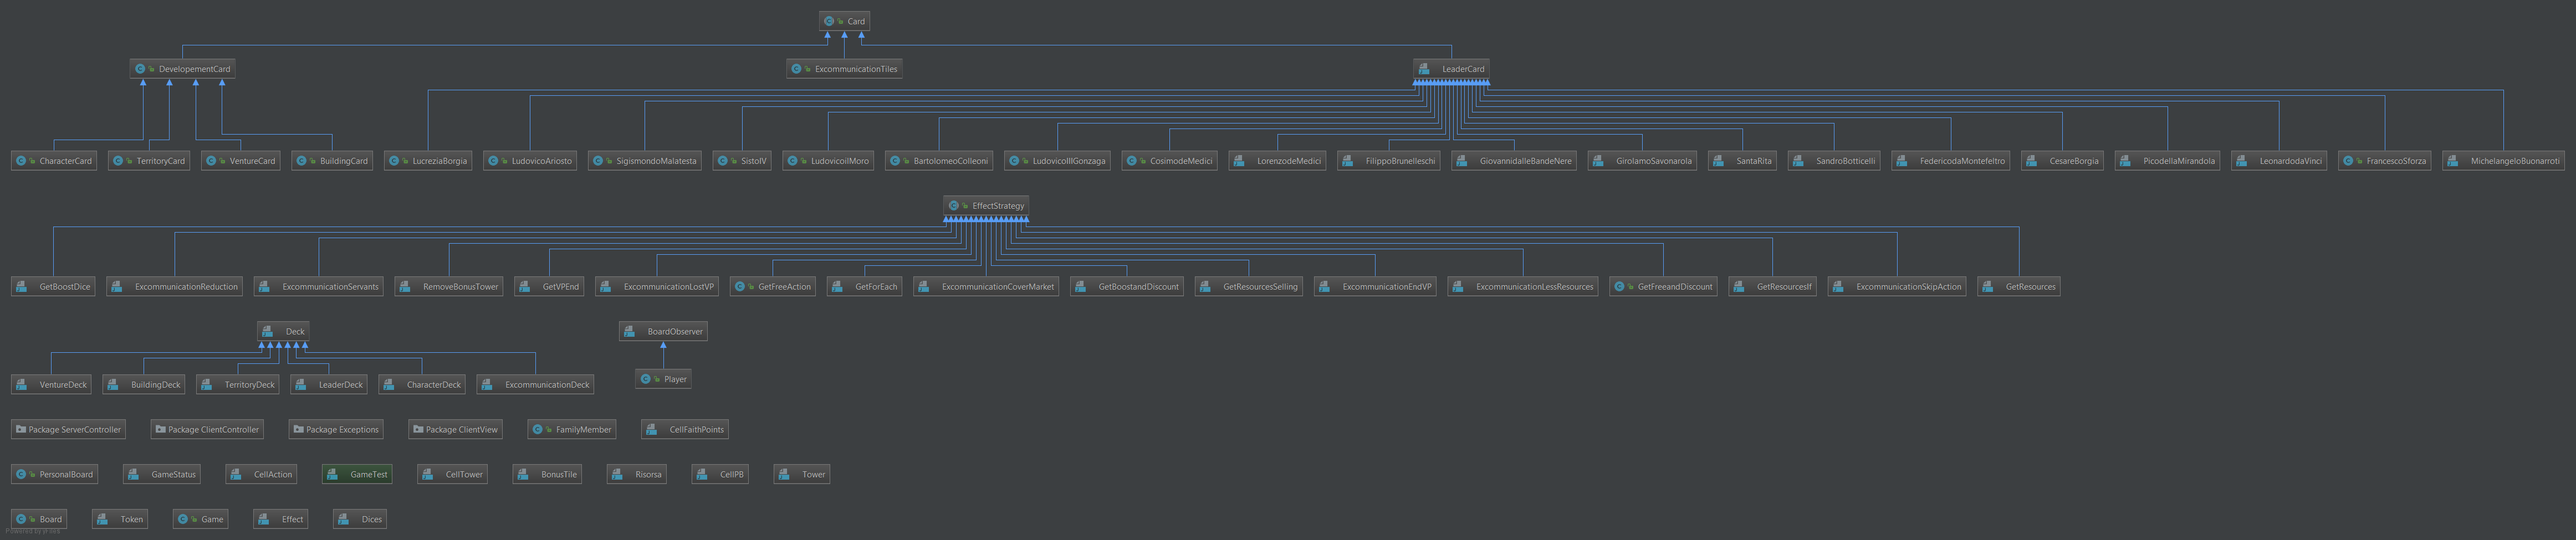 Card
DevelopementCard
ExcommunicationTiles
LeaderCard
CharacterCard
TerritoryCard
VentureCard
BuildingCard
LucreziaBorgia
LudovicoAriosto
SigismondoMalatesta
SistoIV
LudovicoilMoro
BartolomeoColleoni
LudovicoIIIGonzaga
CosimodeMedici
LorenzodeMedici
FilippoBrunelleschi
GiovannidalleBandeNere
GirolamoSavonarola
SantaRita
SandroBotticelli
FedericodaMontefeltro
CesareBorgia
PicodellaMirandola
LeonardodaVinci
FrancescoSforza
MichelangeloBuonarroti
EffectStrategy
GetBoostDice
ExcommunicationReduction
ExcommunicationServants
RemoveBonusTower
GetVPEnd
ExcommunicationLostVP
GetFreeAction
GetForEach
ExcommunicationCoverMarket
GetBoostandDiscount
GetResourcesSelling
ExcommunicationEndVP
ExcommunicationLessResources
GetFreeandDiscount
GetResourcesIf
ExcommunicationSkipAction
GetResources
Deck
BoardObserver
VentureDeck
BuildingDeck
TerritoryDeck
LeaderDeck
CharacterDeck
ExcommunicationDeck
Player
Package ServerController
Package ClientController
Package Exceptions
Package ClientView
FamilyMember
CellFaithPoints
PersonalBoard
GameStatus
CellAction
GameTest
CellTower
BonusTile
Risorsa
CellPB
Tower
Board
Token
Game
Effect
Dices
Powered by yFiles